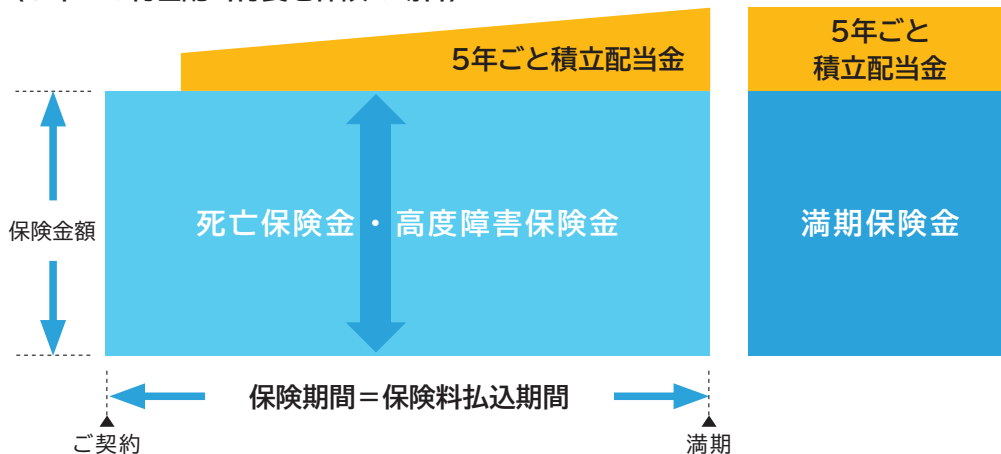 5年ごと積立配当金
5年ごと
積立配当金
保険金額
死亡保険金・高度障害保険金
満期保険金
保険期間＝保険料払込期間
ご契約
満期